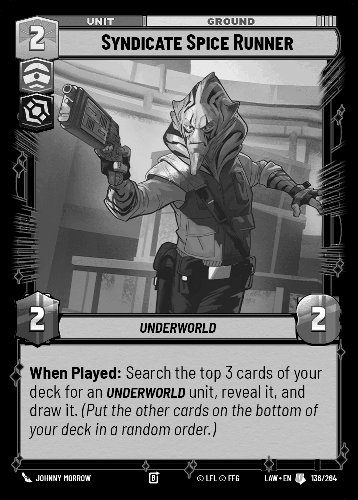 UNIT GROUND
2 SYNDICATE SPICE RUNNER
2 UNDERWORLD 2
When Played: Search the top 3 cards of your
deck for an UNDERWORLD unit, reveal it, and
draw it. (Put the other cards on the bottom of
your deck in a random order.)
JOHNNY MORROW © LFL © FFG LAW • EN 136/264